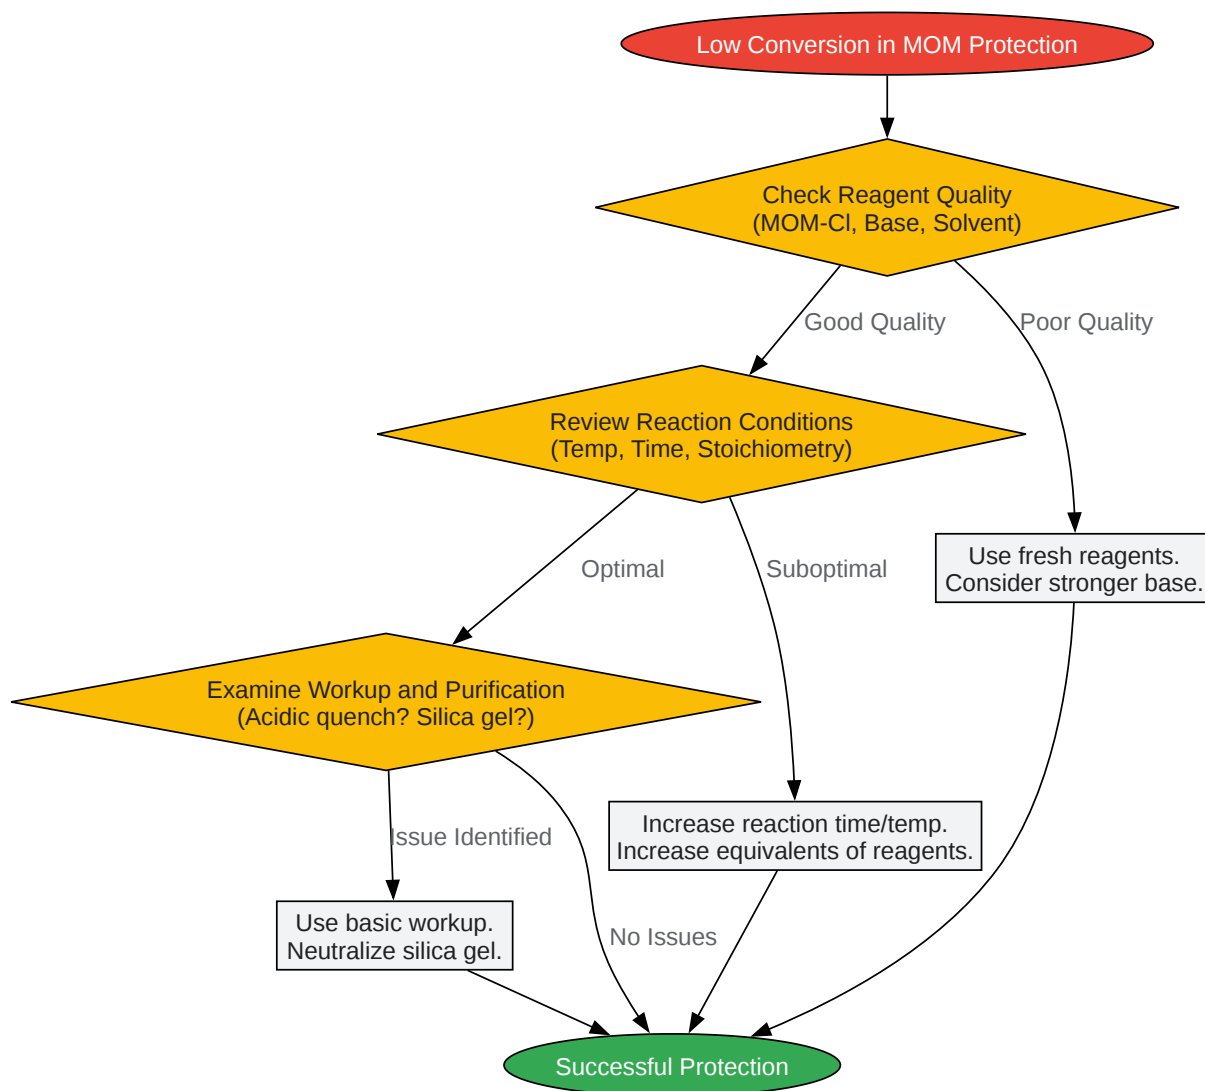 Low Conversion in MOM Protection
Check Reagent Quality
(MOM-Cl, Base, Solvent)
Good Quality
Poor Quality
Review Reaction Conditions
(Temp, Time, Stoichiometry)
Optimal
Suboptimal
Use fresh reagents.
Consider stronger base.
Examine Workup and Purification
(Acidic quench? Silica gel?)
Issue Identified
Increase reaction time/temp.
Increase equivalents of reagents.
Use basic workup.
Neutralize silica gel.
No Issues
Successful Protection